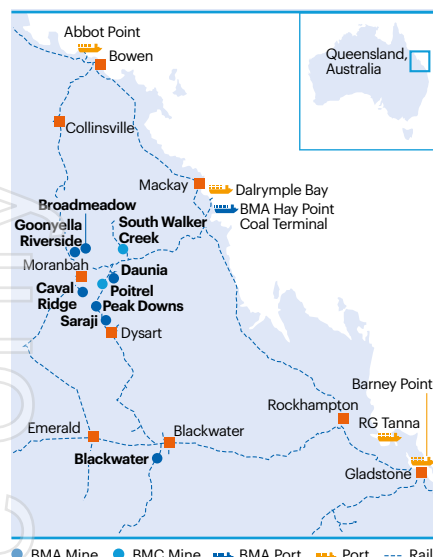 Abbot Point
Bowen
Queensland,
Australia
Collinsville
Mackay
Dalrymple Bay
BMA Hay Point
Coal Terminal
Broadmeadow
Goonyella
Riverside
South Walker
Creek
Moranbah
Daunia
Caval
Ridge
Poitrel
Peak Downs
Saraji
Dysart
Barney Point
Rockhampton
RG Tanna
Emerald
Blackwater
Blackwater
Gladstone
BMA Mine
BMC Mine
BMA Port
Port
Rail